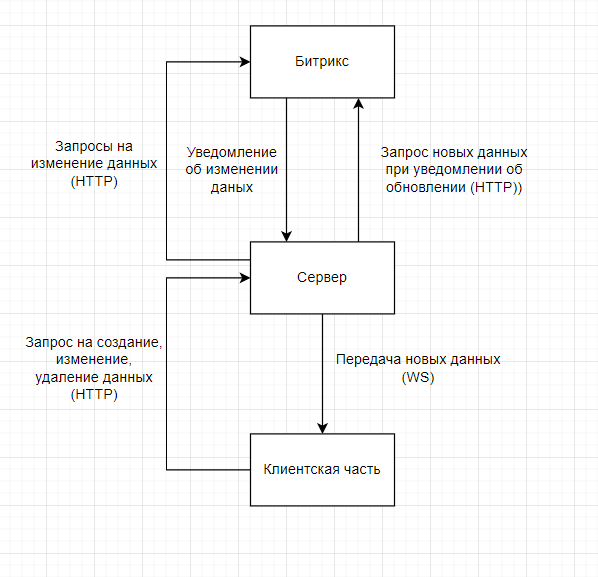 Битрикс
Запросы на
изменение данных
(HTTP)
Уведомление
об изменении
даных
Запрос новых данных
при уведомлении об
обновлении (HTTP))
Сервер
Запрос на создание,
изменение,
удаление данных
(HTTP)
Передача новых данных
(WS)
Клиентская часть